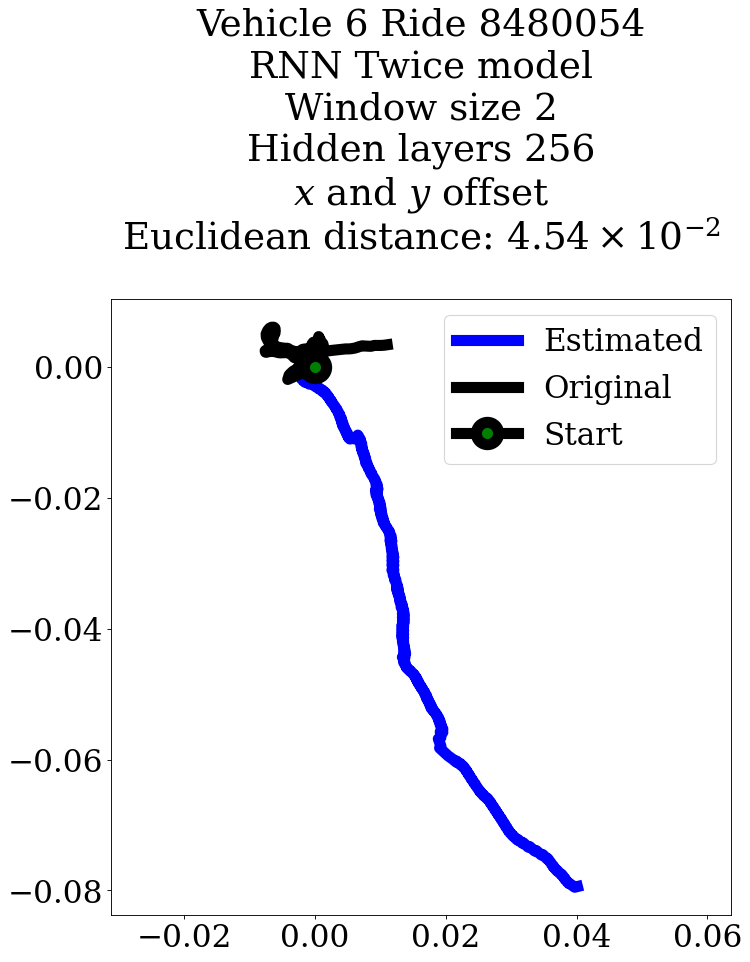 Vehicle 6 Ride 8480054
RNN Twice model
Window size 2
Hidden layers 256
x and y offset
Euclidean distance: 4.54 × 10⁻²
Estimated
Original
Start
0.00
−0.02
−0.04
−0.06
−0.08
−0.02 0.00 0.02 0.04 0.06